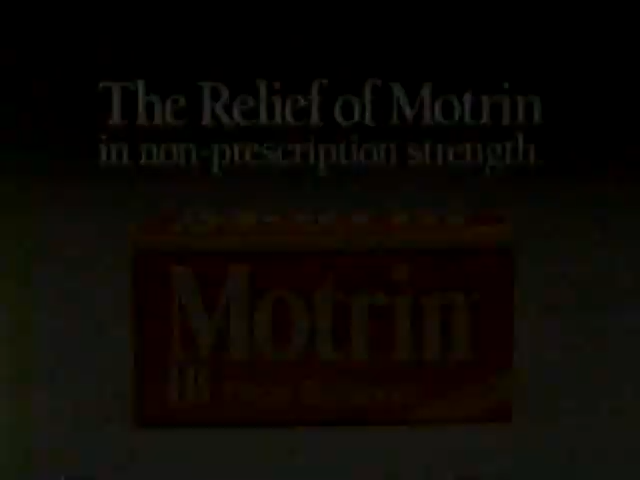 The Relief of Motrin
in non-prescription strength.
Motrin
IB